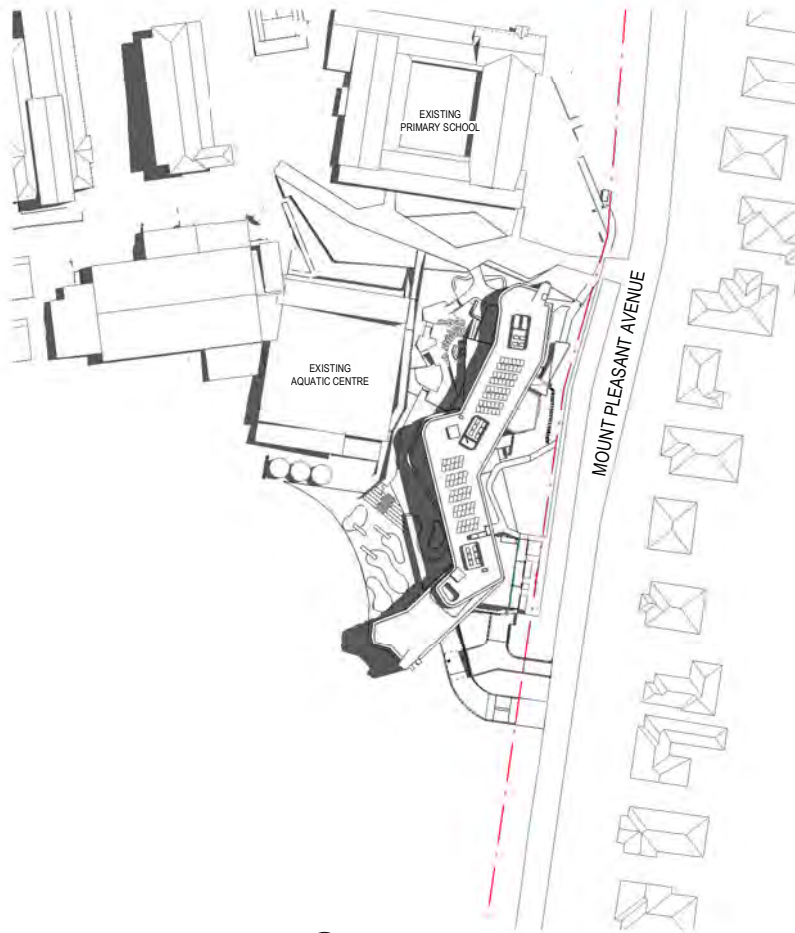 EXISTING
PRIMARY SCHOOL
MOUNT PLEASANT AVENUE
EXISTING
AQUATIC CENTRE